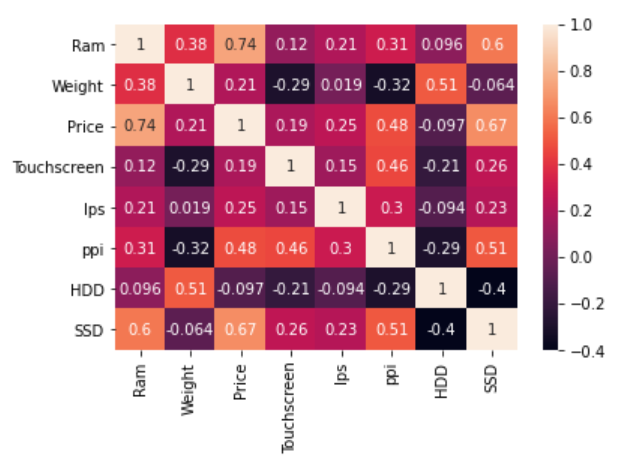 Ram 1 0.38 0.74 0.12 0.21 0.31 0.096 0.6
Weight 0.38 1 0.21 -0.29 0.019 -0.32 0.51 -0.064
Price 0.74 0.21 1 0.19 0.25 0.48 -0.097 0.67
Touchscreen 0.12 -0.29 0.19 1 0.15 0.46 -0.21 0.26
Ips 0.21 0.019 0.25 0.15 1 0.3 -0.094 0.23
ppi 0.31 -0.32 0.48 0.46 0.3 1 -0.29 0.51
HDD 0.096 0.51 -0.097 -0.21 -0.094 -0.29 1 -0.4
SSD 0.6 -0.064 0.67 0.26 0.23 0.51 -0.4 1
Ram Weight Price Touchscreen Ips ppi HDD SSD
1.0
0.8
0.6
0.4
0.2
0.0
−0.2
−0.4